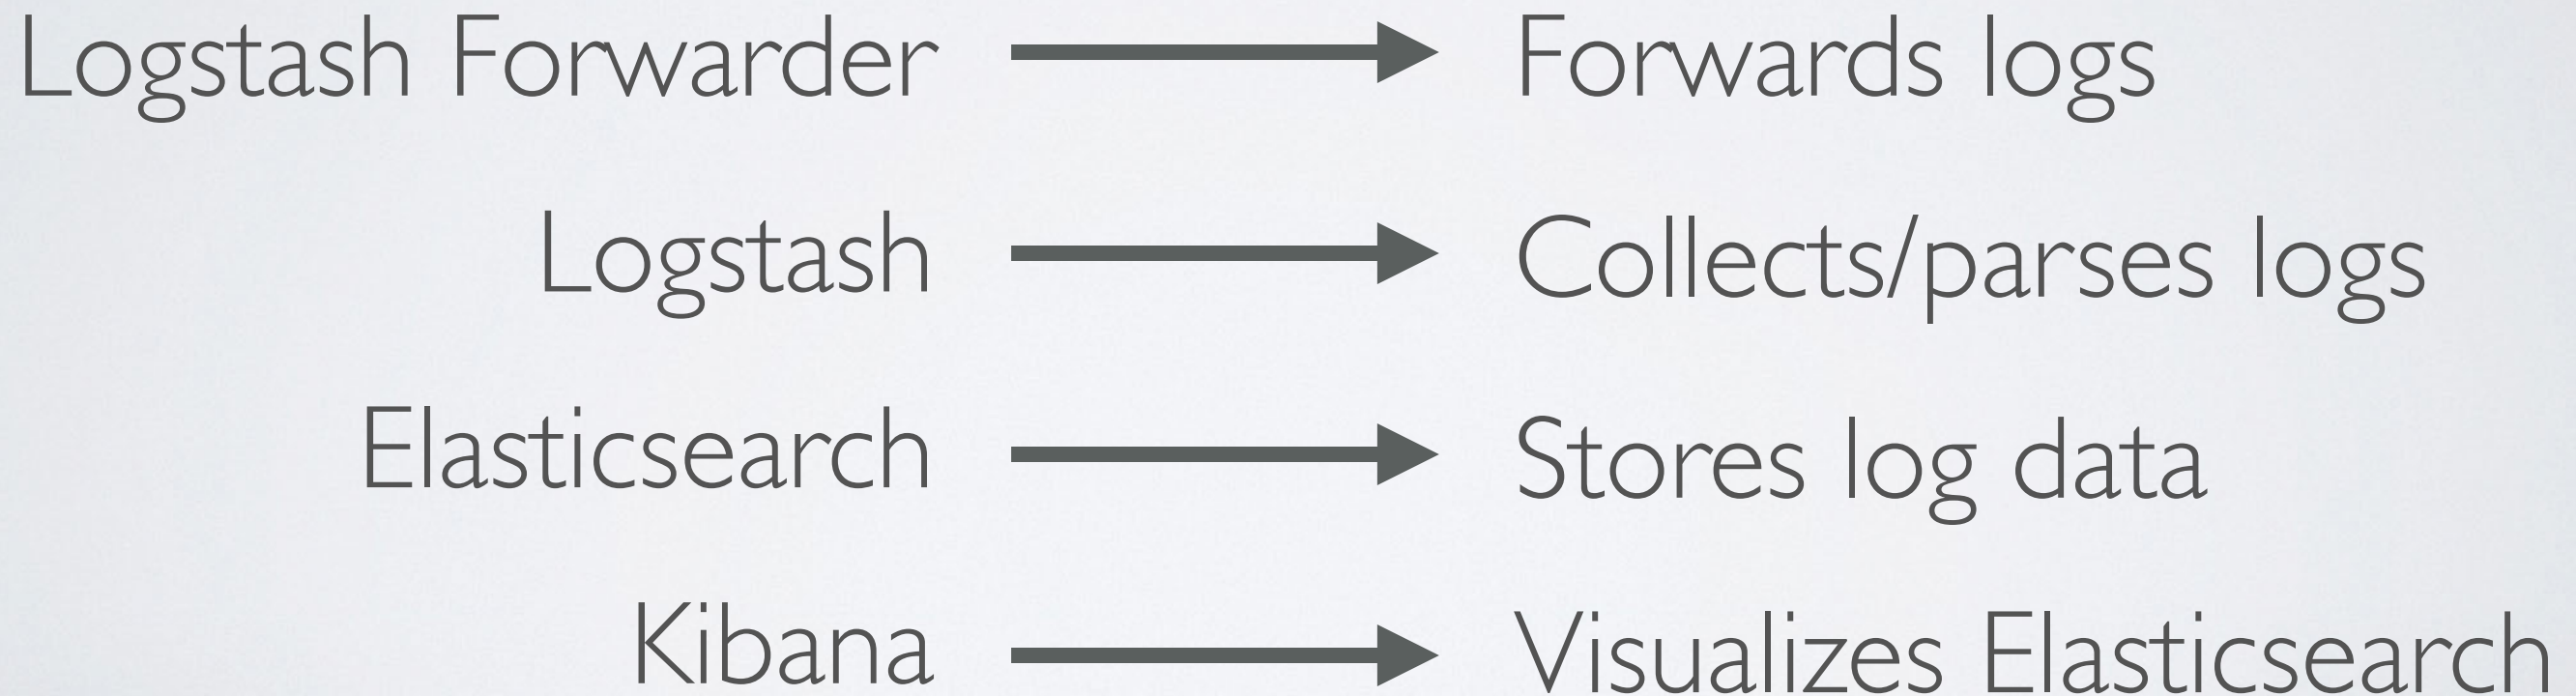 Logstash Forwarder Forwards logs
Logstash Collects/parses logs
Elasticsearch Stores log data
Kibana Visualizes Elasticsearch